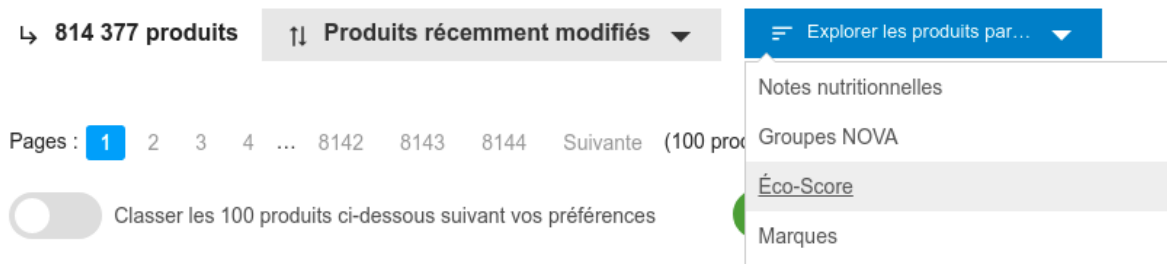 ↳ 814 377 produits
Produits récemment modifiés
Explorer les produits par…
Notes nutritionnelles
Pages : 1 2 3 4 … 8142 8143 8144 Suivante (100
Groupes NOVA
Éco-Score
Classer les 100 produits ci-dessous suivant vos préférences
Marques